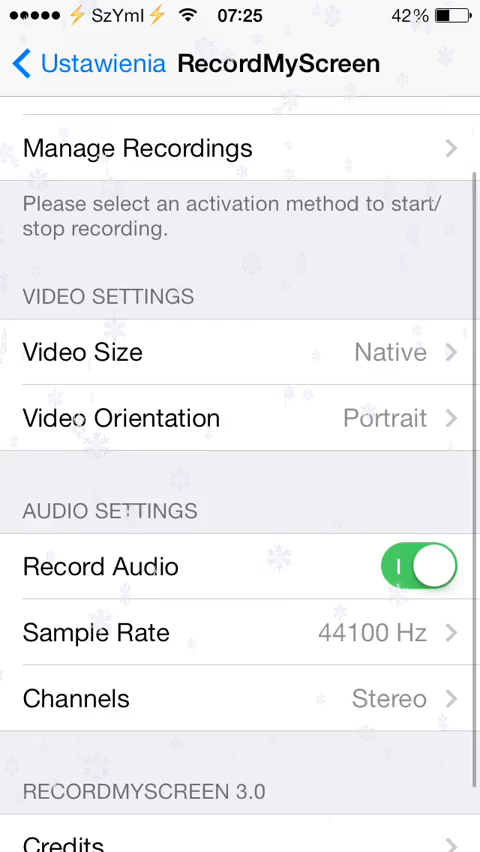 ⚡SzYmI⚡ 07:25 42%
Ustawienia RecordMyScreen
Manage Recordings
Please select an activation method to start/
stop recording.
VIDEO SETTINGS
Video Size Native
Video Orientation Portrait
AUDIO SETTINGS
Record Audio
Sample Rate 44100 Hz
Channels Stereo
RECORDMYSCREEN 3.0
Credits